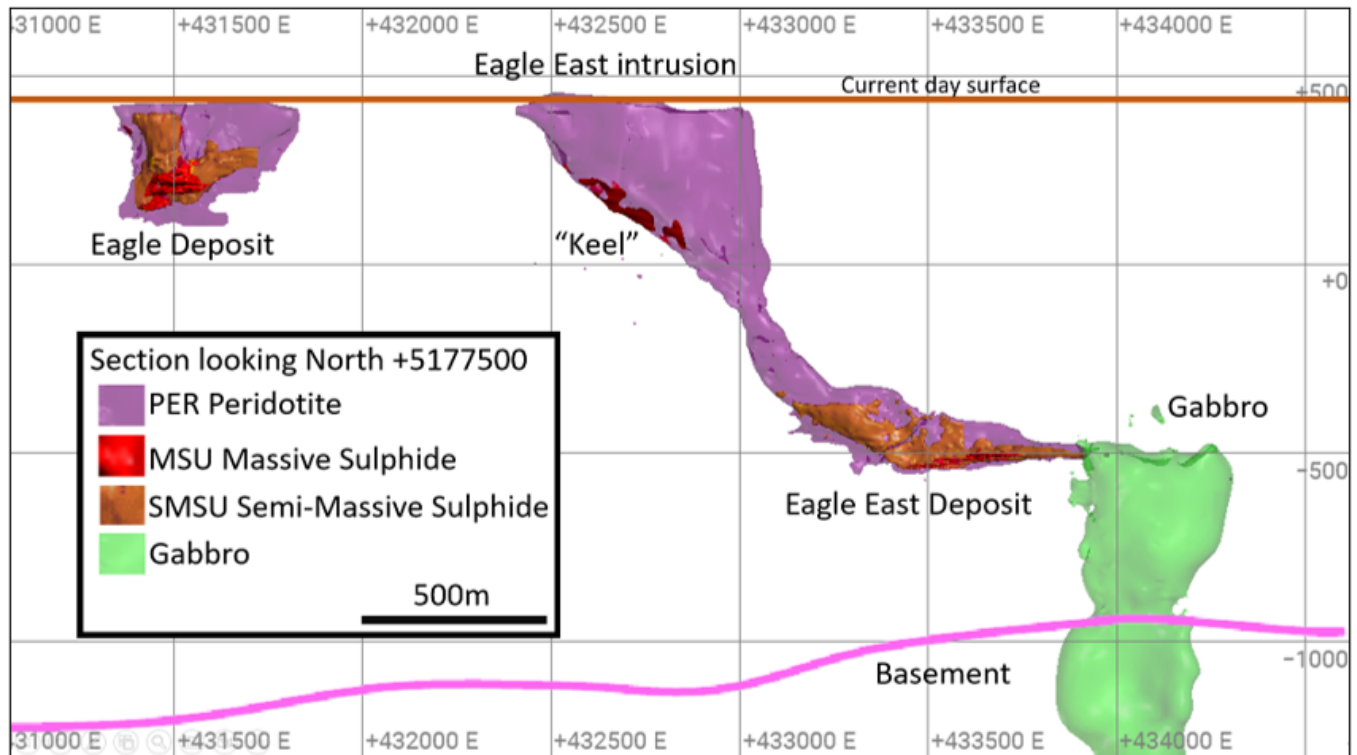 31000 E
+431500 E
+432000 E
+432500 E
+433000 E
+433500 E
+434000 E
Eagle East intrusion
Current day surface
+500
Eagle Deposit
“Keel”
+0
Section looking North +5177500
PER Peridotite
MSU Massive Sulphide
SMSU Semi-Massive Sulphide
Gabbro
500m
Gabbro
-500
Eagle East Deposit
-1000
Basement
31000 E
+431500 E
+432000 E
+432500 E
+433000 E
+433500 E
+434000 E